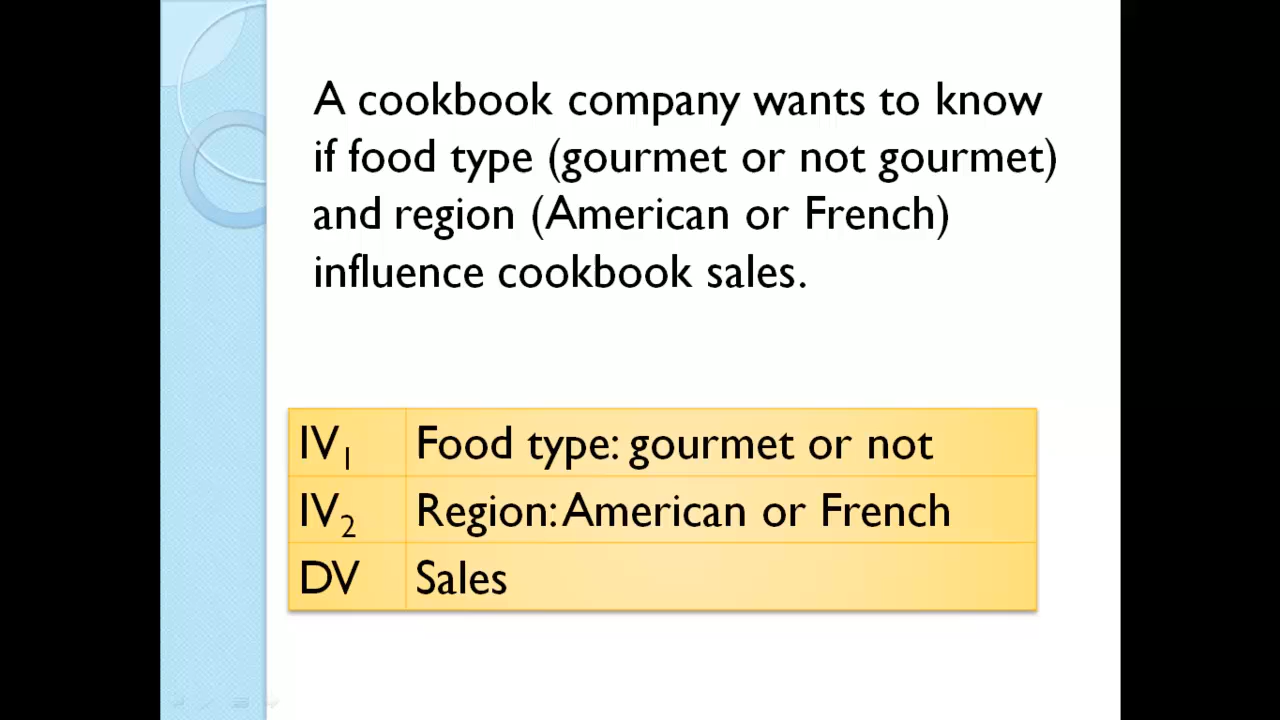 A cookbook company wants to know
if food type (gourmet or not gourmet)
and region (American or French)
influence cookbook sales.
IV₁ Food type: gourmet or not
IV₂ Region: American or French
DV Sales